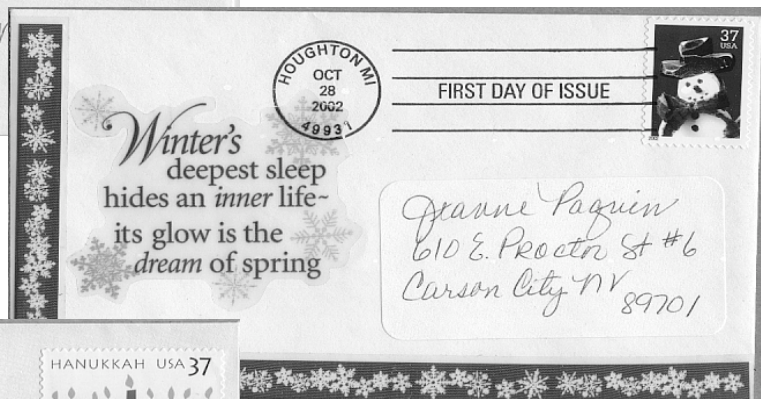 HOUGHTON MI
OCT
28
2002
49931
FIRST DAY OF ISSUE
37
USA
Winter's
deepest sleep
hides an inner life~
its glow is the
dream of spring
Jeanne Paquin
610 E. Proctor St #6
Carson City NV
89701
HANUKKAH USA 37